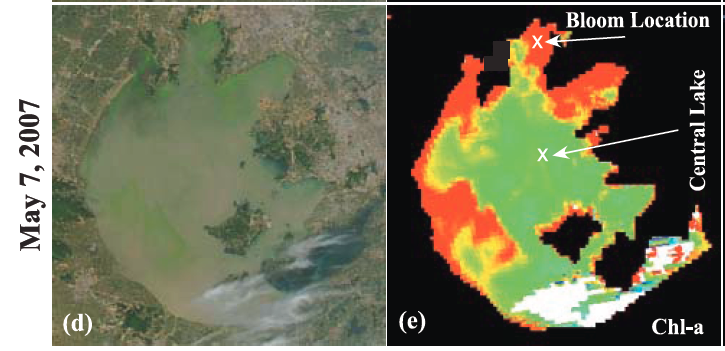 May 7, 2007
(d)
Bloom Location
X
Central Lake
X
(e)
Chl-a